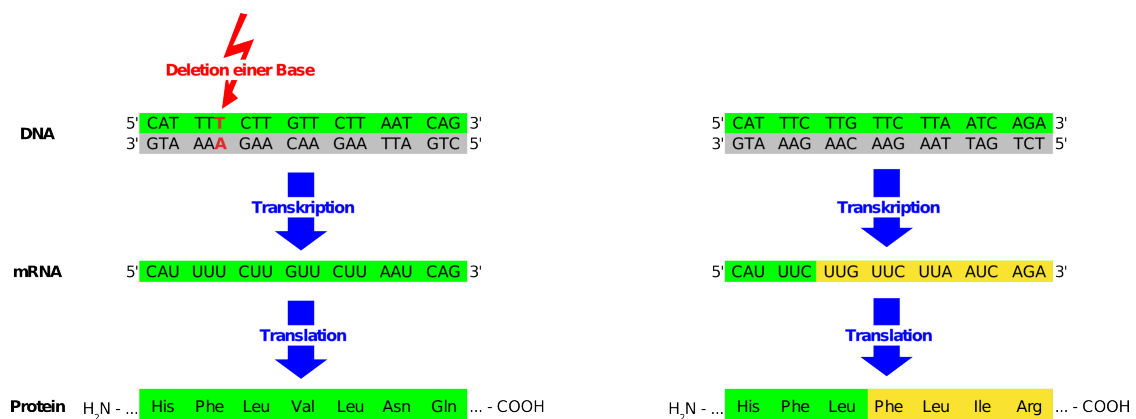 Deletion einer Base
DNA
5' CAT TTT CTT GTT CTT AAT CAG 3'
3' GTA AAA GAA CAA GAA TTA GTC 5'
5' CAT TTC TTG TTC TTA ATC AGA 3'
3' GTA AAG AAC AAG AAT TAG TCT 5'
Transkription
Transkription
mRNA
5' CAU UUU CUU GUU CUU AAU CAG 3'
5' CAU UUC UUG UUC UUA AUC AGA 3'
Translation
Translation
Protein
H₂N - ... His Phe Leu Val Leu Asn Gln ... - COOH
H₂N - ... His Phe Leu Phe Leu Ile Arg ... - COOH